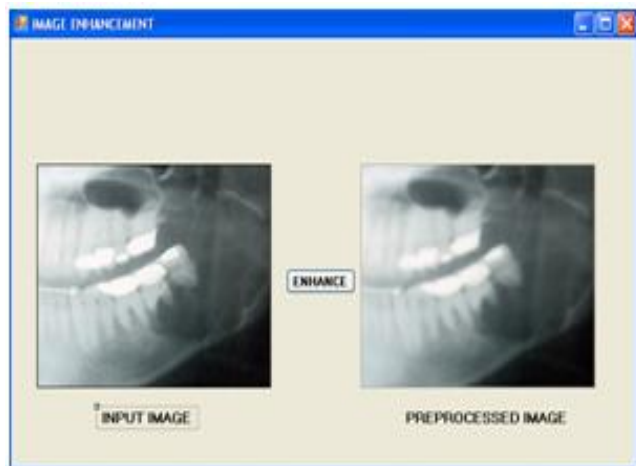 IMAGE ENHANCEMENT
ENHANCE
INPUT IMAGE
PREPROCESSED IMAGE